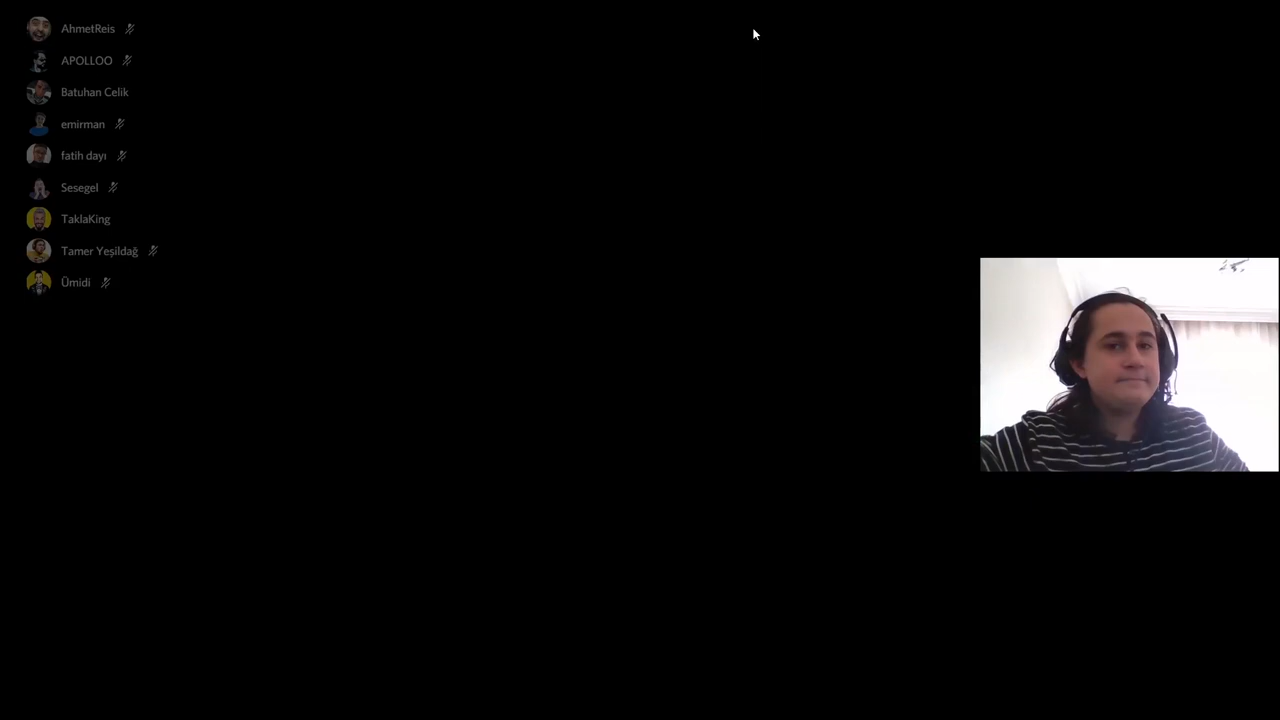 AhmetReis
APOLLOO
Batuhan Celik
emirman
fatih dayı
Sesegel
TaklaKing
Tamer Yeşildağ
Ümidi